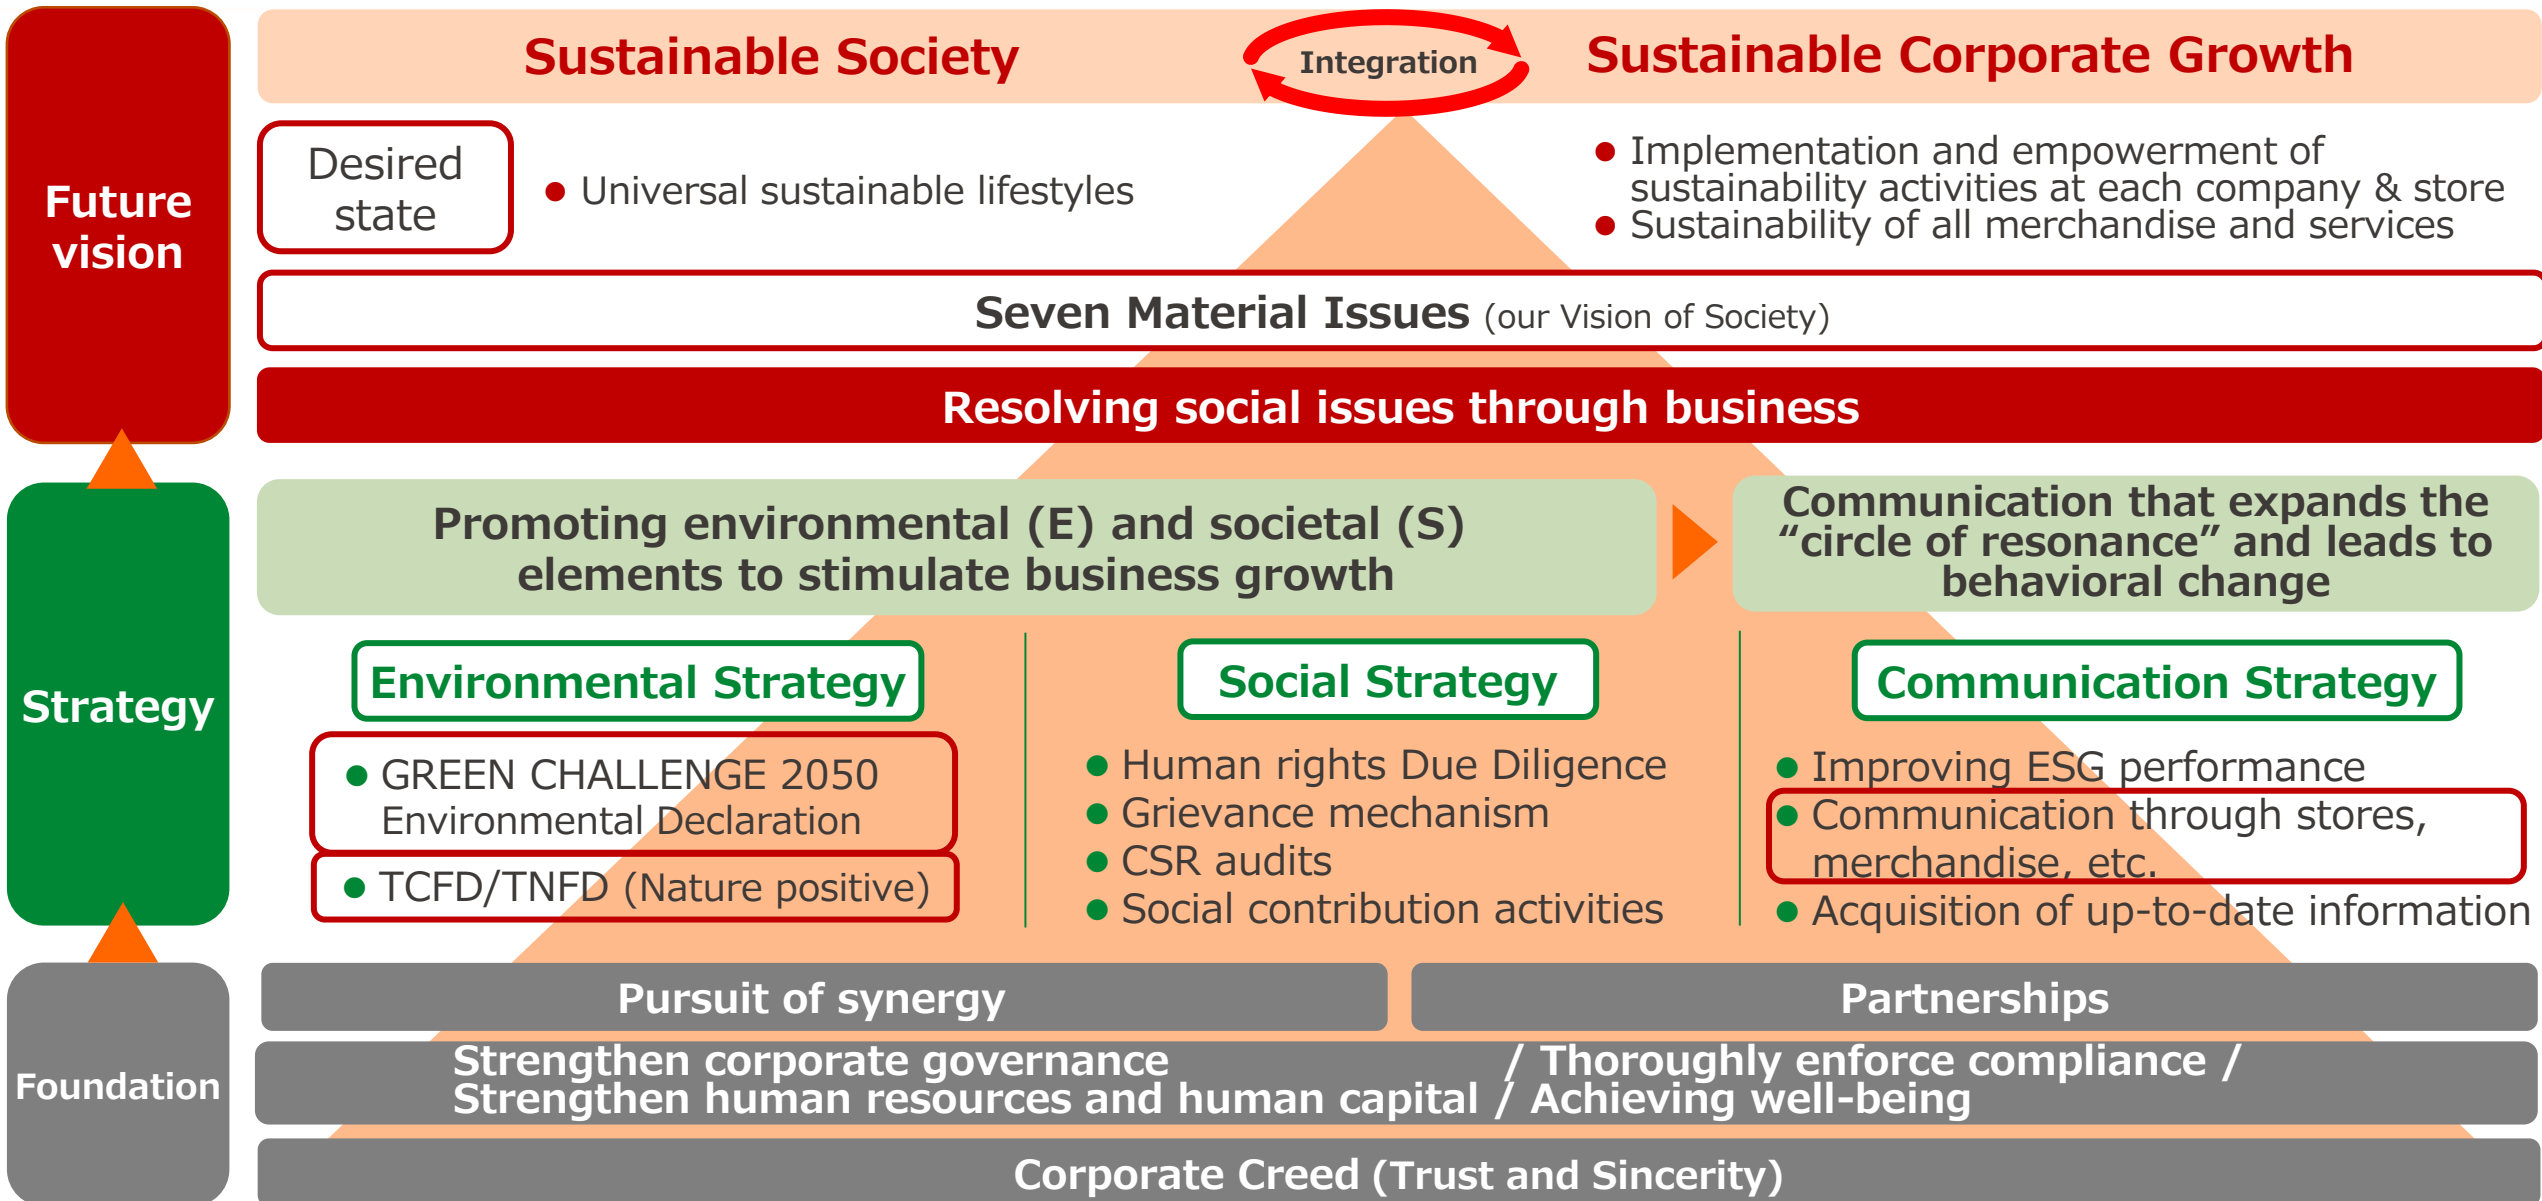 Future
vision
Sustainable Society
Integration
Sustainable Corporate Growth
Desired
state
● Universal sustainable lifestyles
● Implementation and empowerment of
sustainability activities at each company & store
● Sustainability of all merchandise and services
Seven Material Issues (our Vision of Society)
Resolving social issues through business
Strategy
Promoting environmental (E) and societal (S)
elements to stimulate business growth
Communication that expands the
“circle of resonance” and leads to
behavioral change
Environmental Strategy
● GREEN CHALLENGE 2050
Environmental Declaration
● TCFD/TNFD (Nature positive)
Social Strategy
● Human rights Due Diligence
● Grievance mechanism
● CSR audits
● Social contribution activities
Communication Strategy
● Improving ESG performance
● Communication through stores,
merchandise, etc.
● Acquisition of up-to-date information
Foundation
Pursuit of synergy
Partnerships
Strengthen corporate governance / Thoroughly enforce compliance /
Strengthen human resources and human capital / Achieving well-being
Corporate Creed (Trust and Sincerity)